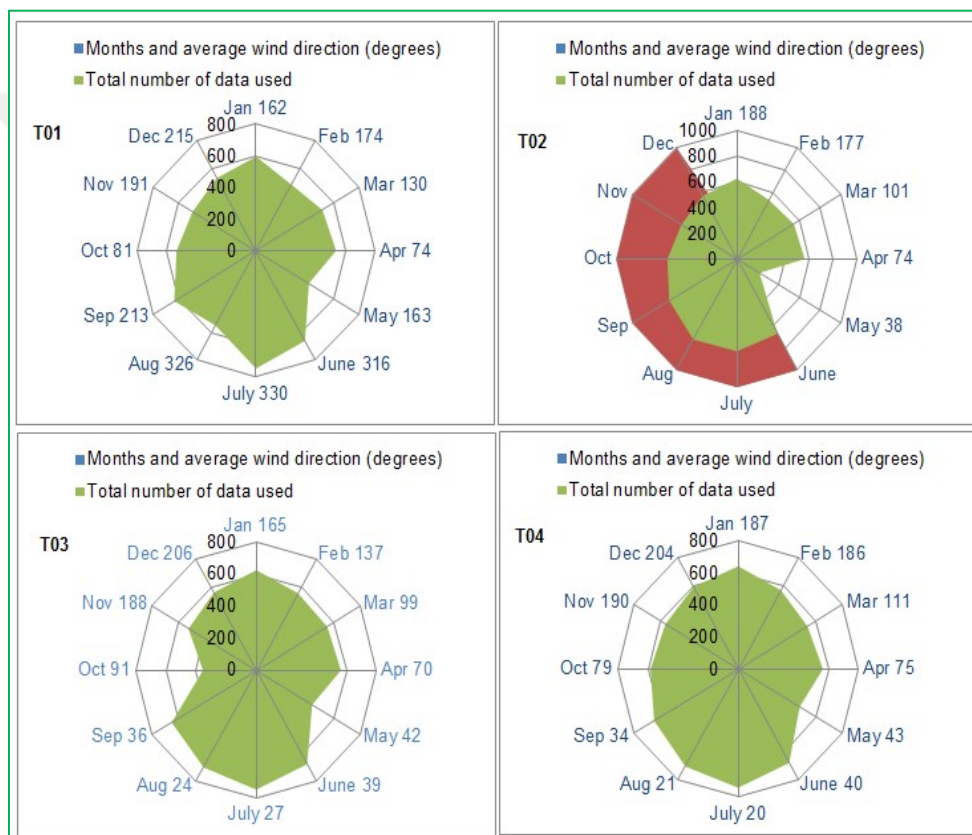 Months and average wind direction (degrees)
Total number of data used
T01
Jan 162
Feb 174
Mar 130
Apr 74
May 163
June 316
July 330
Aug 326
Sep 213
Oct 81
Nov 191
Dec 215
800
600
400
200
0
Months and average wind direction (degrees)
Total number of data used
T02
Jan 188
Feb 177
Mar 101
Apr 74
May 38
June
July
Aug
Sep
Oct
Nov
Dec
1000
800
600
400
200
0
Months and average wind direction (degrees)
Total number of data used
T03
Jan 165
Feb 137
Mar 99
Apr 70
May 42
June 39
July 27
Aug 24
Sep 36
Oct 91
Nov 188
Dec 206
800
600
400
200
0
Months and average wind direction (degrees)
Total number of data used
T04
Jan 187
Feb 186
Mar 111
Apr 75
May 43
June 40
July 20
Aug 21
Sep 34
Oct 79
Nov 190
Dec 204
800
600
400
200
0